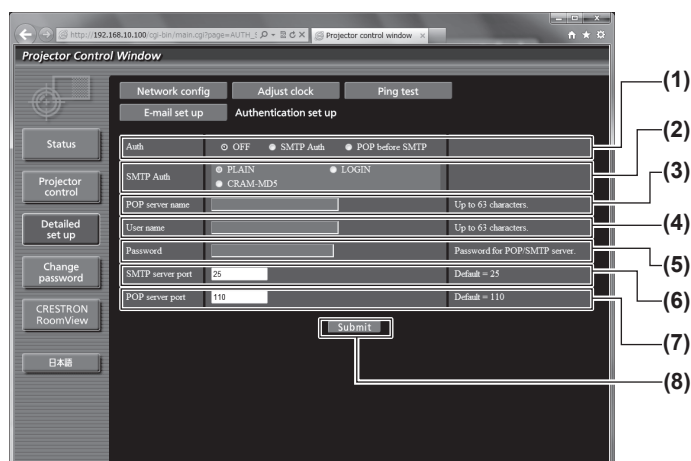 http://192.168.10.100/cgi-bin/main.cgi?page=AUTH_S
Projector control window
Projector Control Window
Network config Adjust clock Ping test
E-mail set up Authentication set up
Status
Projector control
Detailed set up
Change password
CRESTRON RoomView
日本語
Auth OFF SMTP Auth POP before SMTP
SMTP Auth PLAIN LOGIN
CRAM-MD5
POP server name Up to 63 characters.
User name Up to 63 characters.
Password Password for POP/SMTP server.
SMTP server port 25 Default = 25
POP server port 110 Default = 110
Submit
(1)
(2)
(3)
(4)
(5)
(6)
(7)
(8)